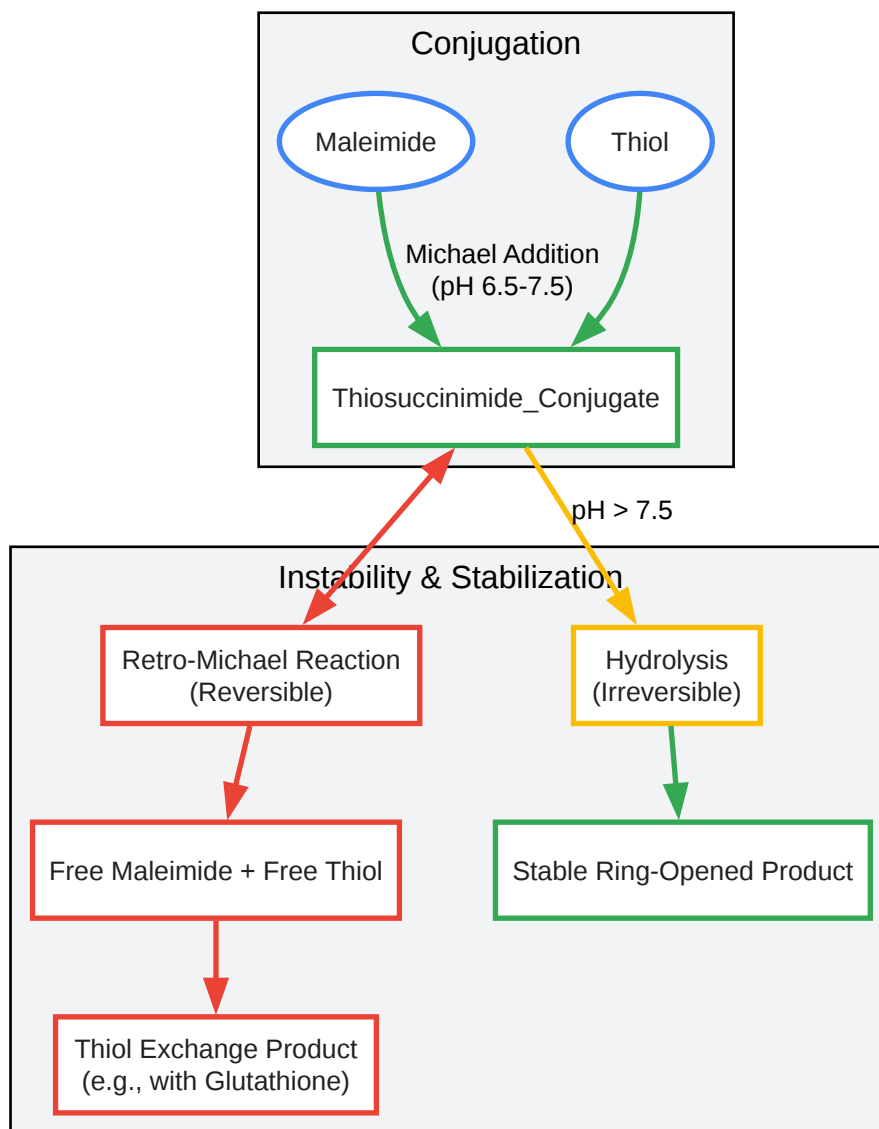 Conjugation
Maleimide
Thiol
Michael Addition
(pH 6.5-7.5)
Thiosuccinimide_Conjugate
pH > 7.5
Instability & Stabilization
Retro-Michael Reaction
(Reversible)
Hydrolysis
(Irreversible)
Free Maleimide + Free Thiol
Stable Ring-Opened Product
Thiol Exchange Product
(e.g., with Glutathione)